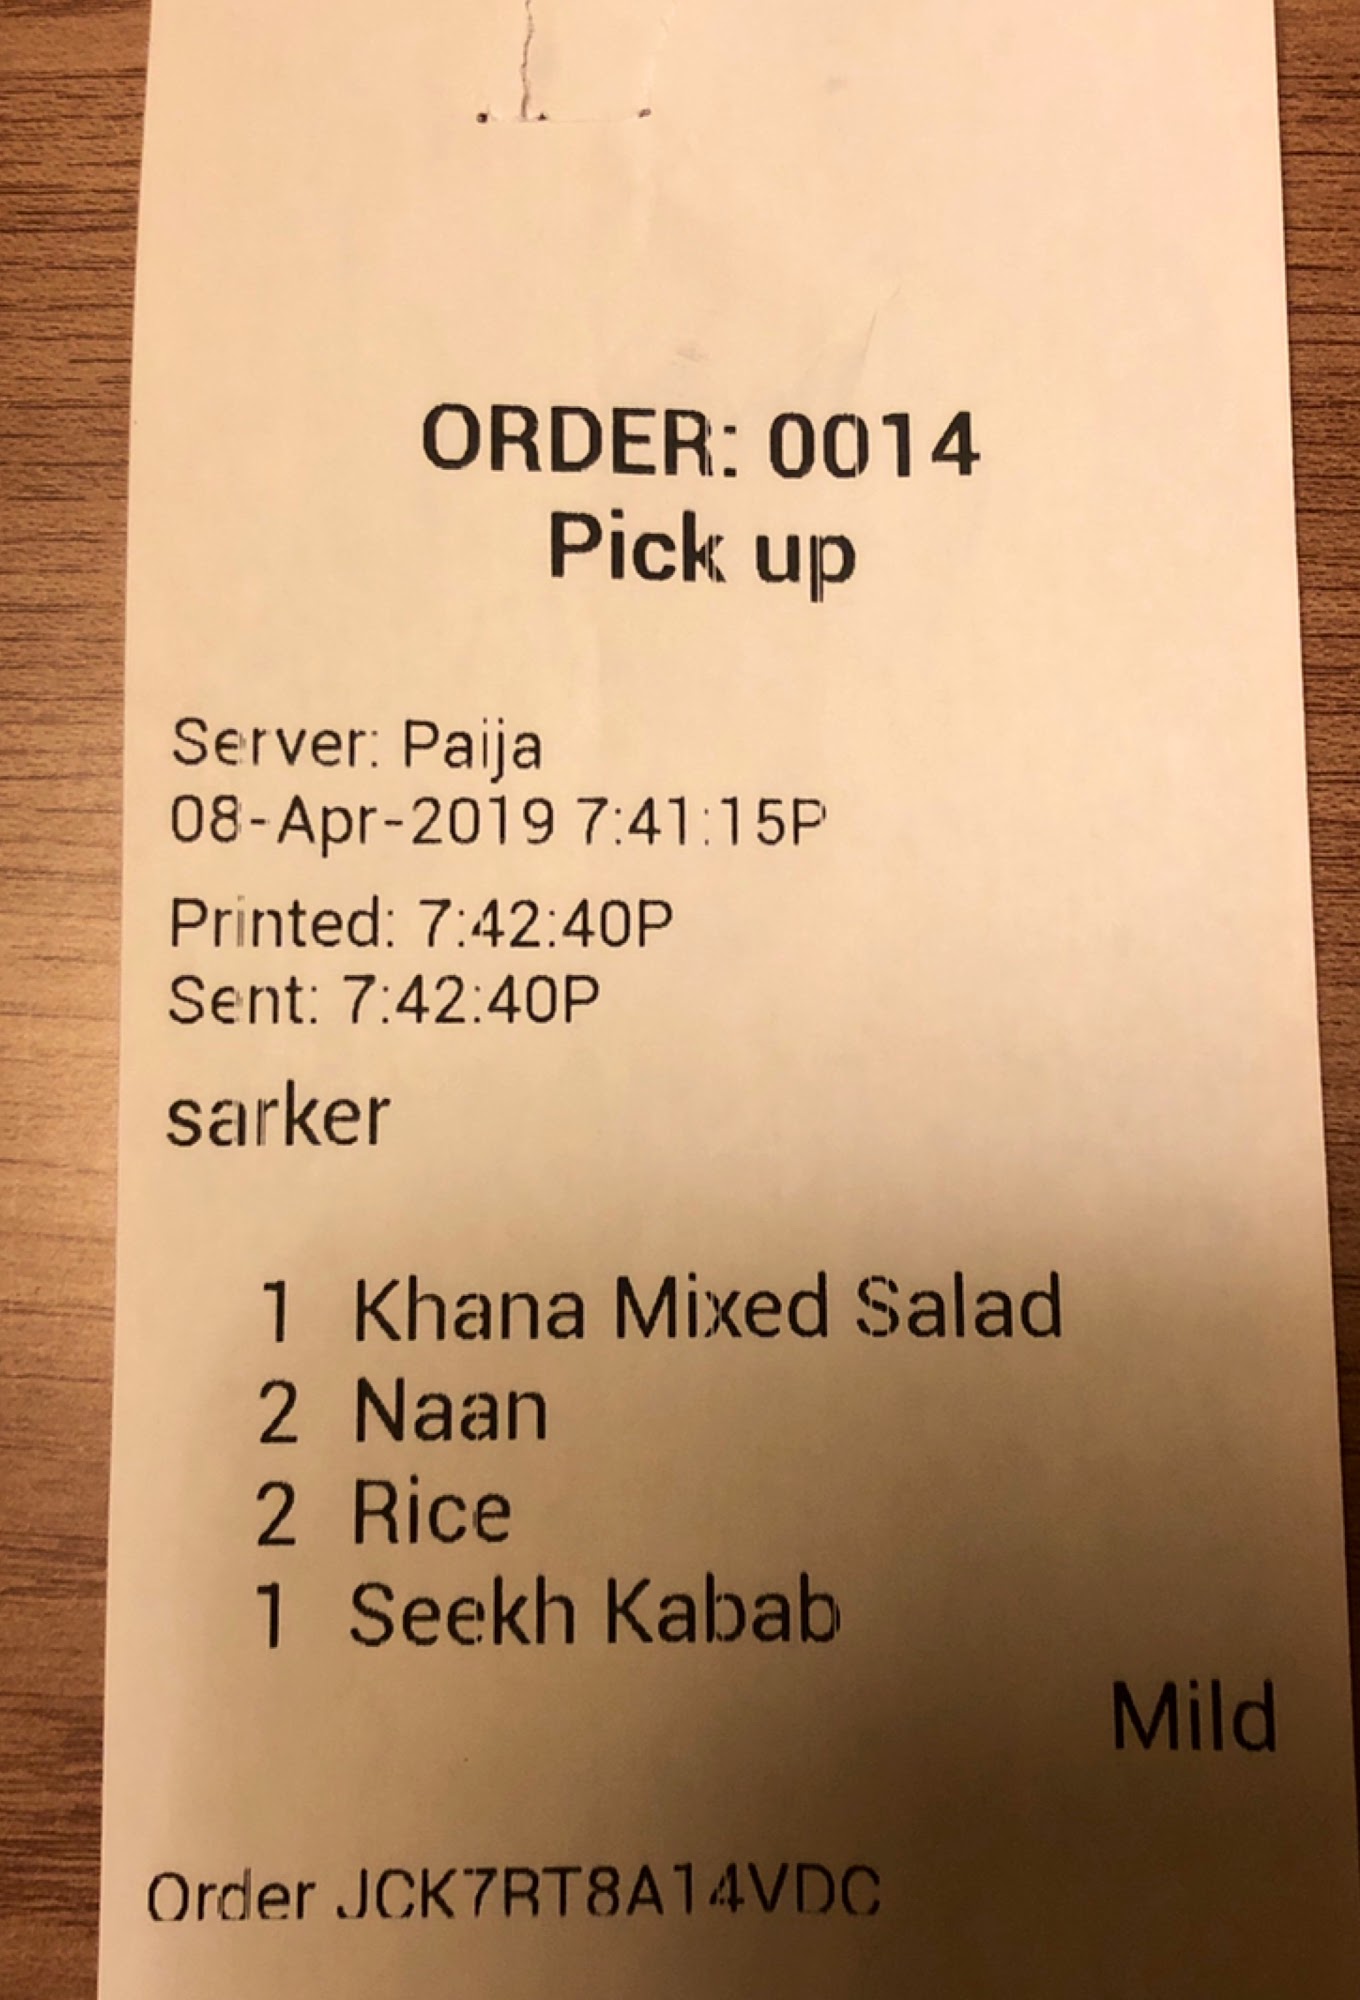 ORDER: 0014
Pick up
Server: Paija
08-Apr-2019 7:41:15P
Printed: 7:42:40P
Sent: 7:42:40P
sarker
1 Khana Mixed Salad
2 Naan
2 Rice
1 Seekh Kabab
Mild
Order JCK7RT8A14VDC